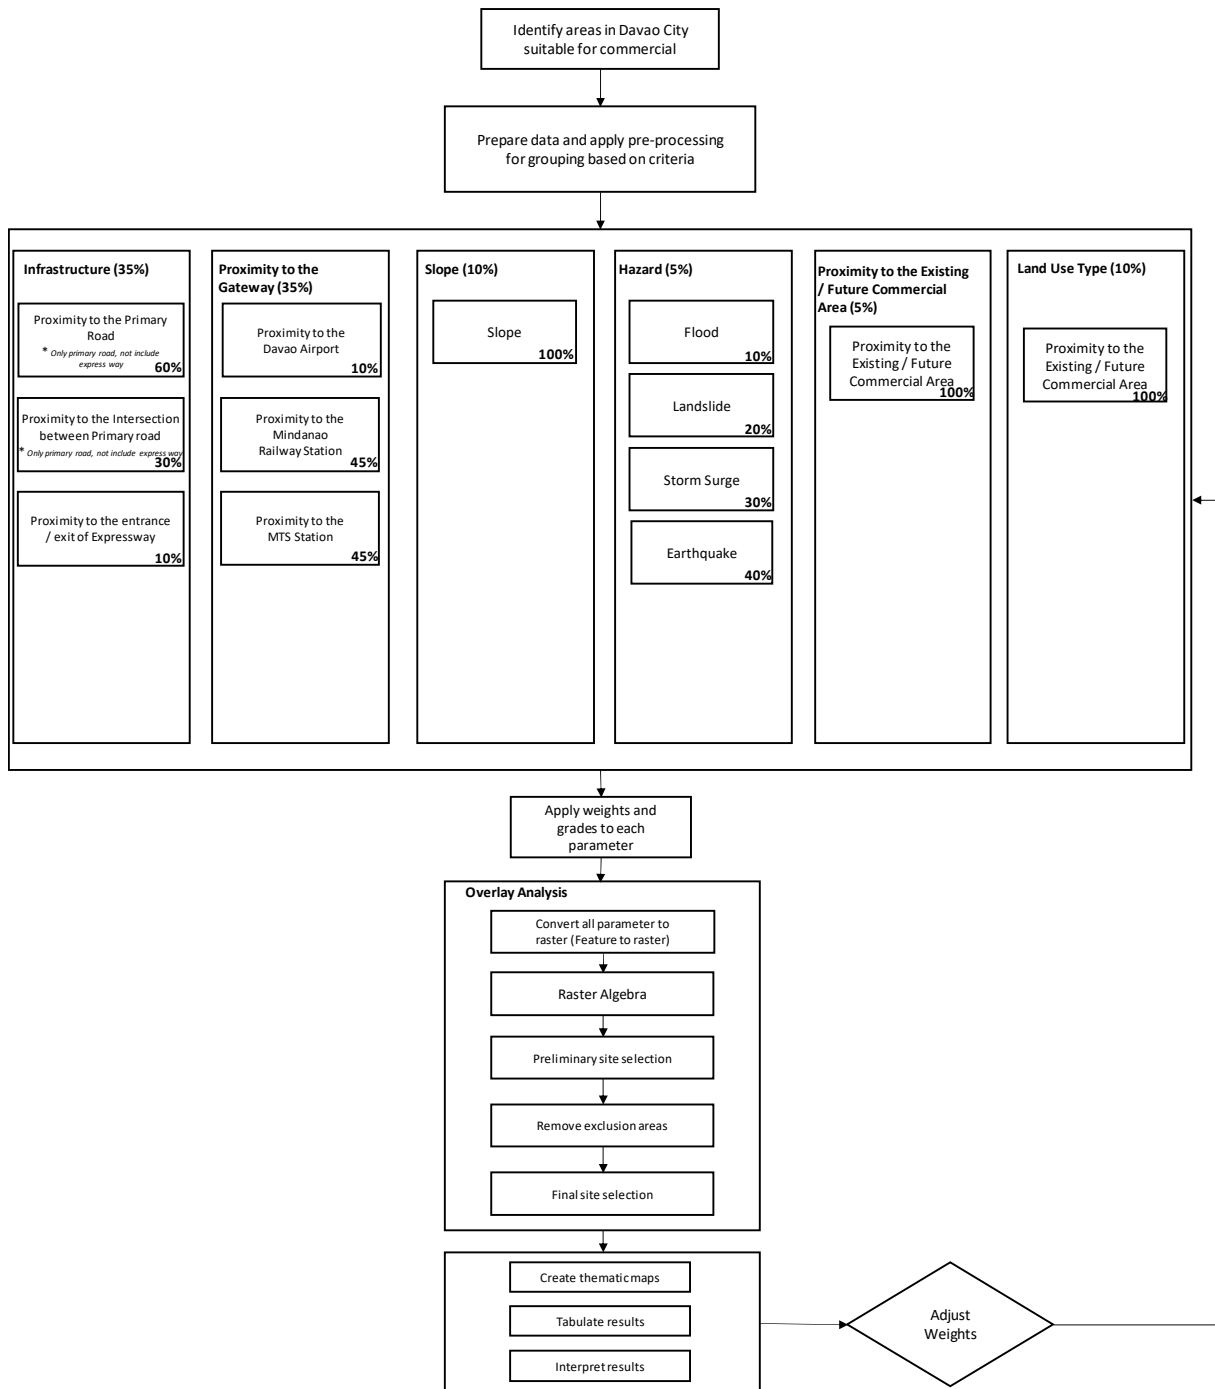 Identify areas in Davao City
suitable for commercial
Prepare data and apply pre-processing
for grouping based on criteria
Infrastructure (35%)
Proximity to the Primary
Road
* Only primary road, not include
express way
60%
Proximity to the Intersection
between Primary road
* Only primary road, not include express way
30%
Proximity to the entrance
/ exit of Expressway
10%
Proximity to the
Gateway (35%)
Proximity to the
Davao Airport
10%
Proximity to the
Mindanao
Railway Station
45%
Proximity to the
MTS Station
45%
Slope (10%)
Slope
100%
Hazard (5%)
Flood
10%
Landslide
20%
Storm Surge
30%
Earthquake
40%
Proximity to the Existing
/ Future Commercial
Area (5%)
Proximity to the
Existing / Future
Commercial Area
100%
Land Use Type (10%)
Proximity to the
Existing / Future
Commercial Area
100%
Apply weights and
grades to each
parameter
Overlay Analysis
Convert all parameter to
raster (Feature to raster)
Raster Algebra
Preliminary site selection
Remove exclusion areas
Final site selection
Create thematic maps
Tabulate results
Interpret results
Adjust
Weights